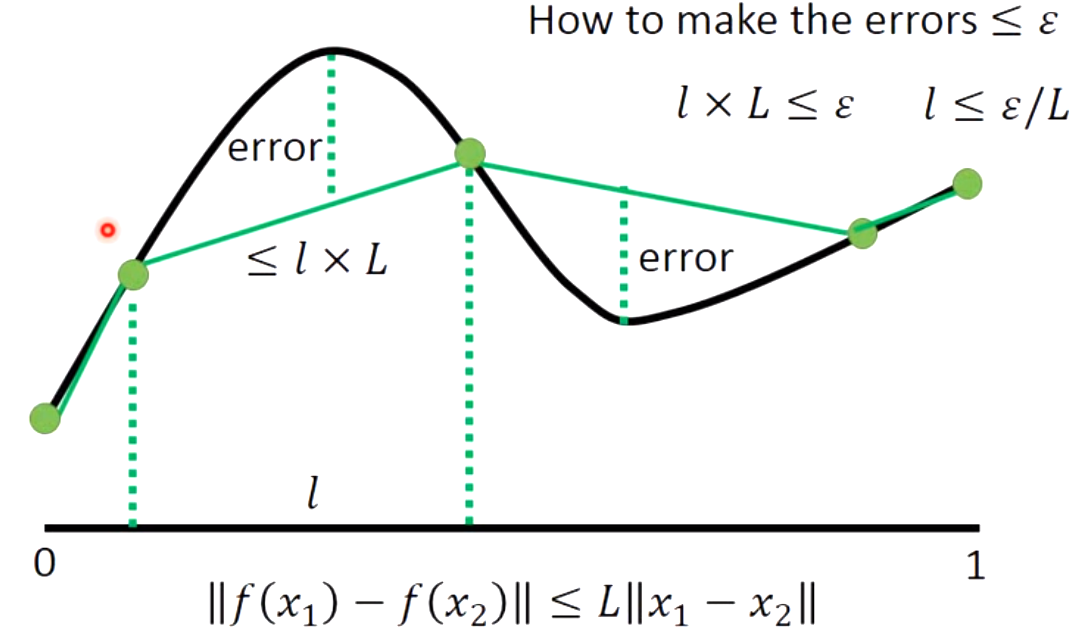 How to make the errors ≤ ε
l × L ≤ ε
l ≤ ε/L
error
≤ l × L
error
l
0
1
‖f(x₁) − f(x₂)‖ ≤ L‖x₁ − x₂‖